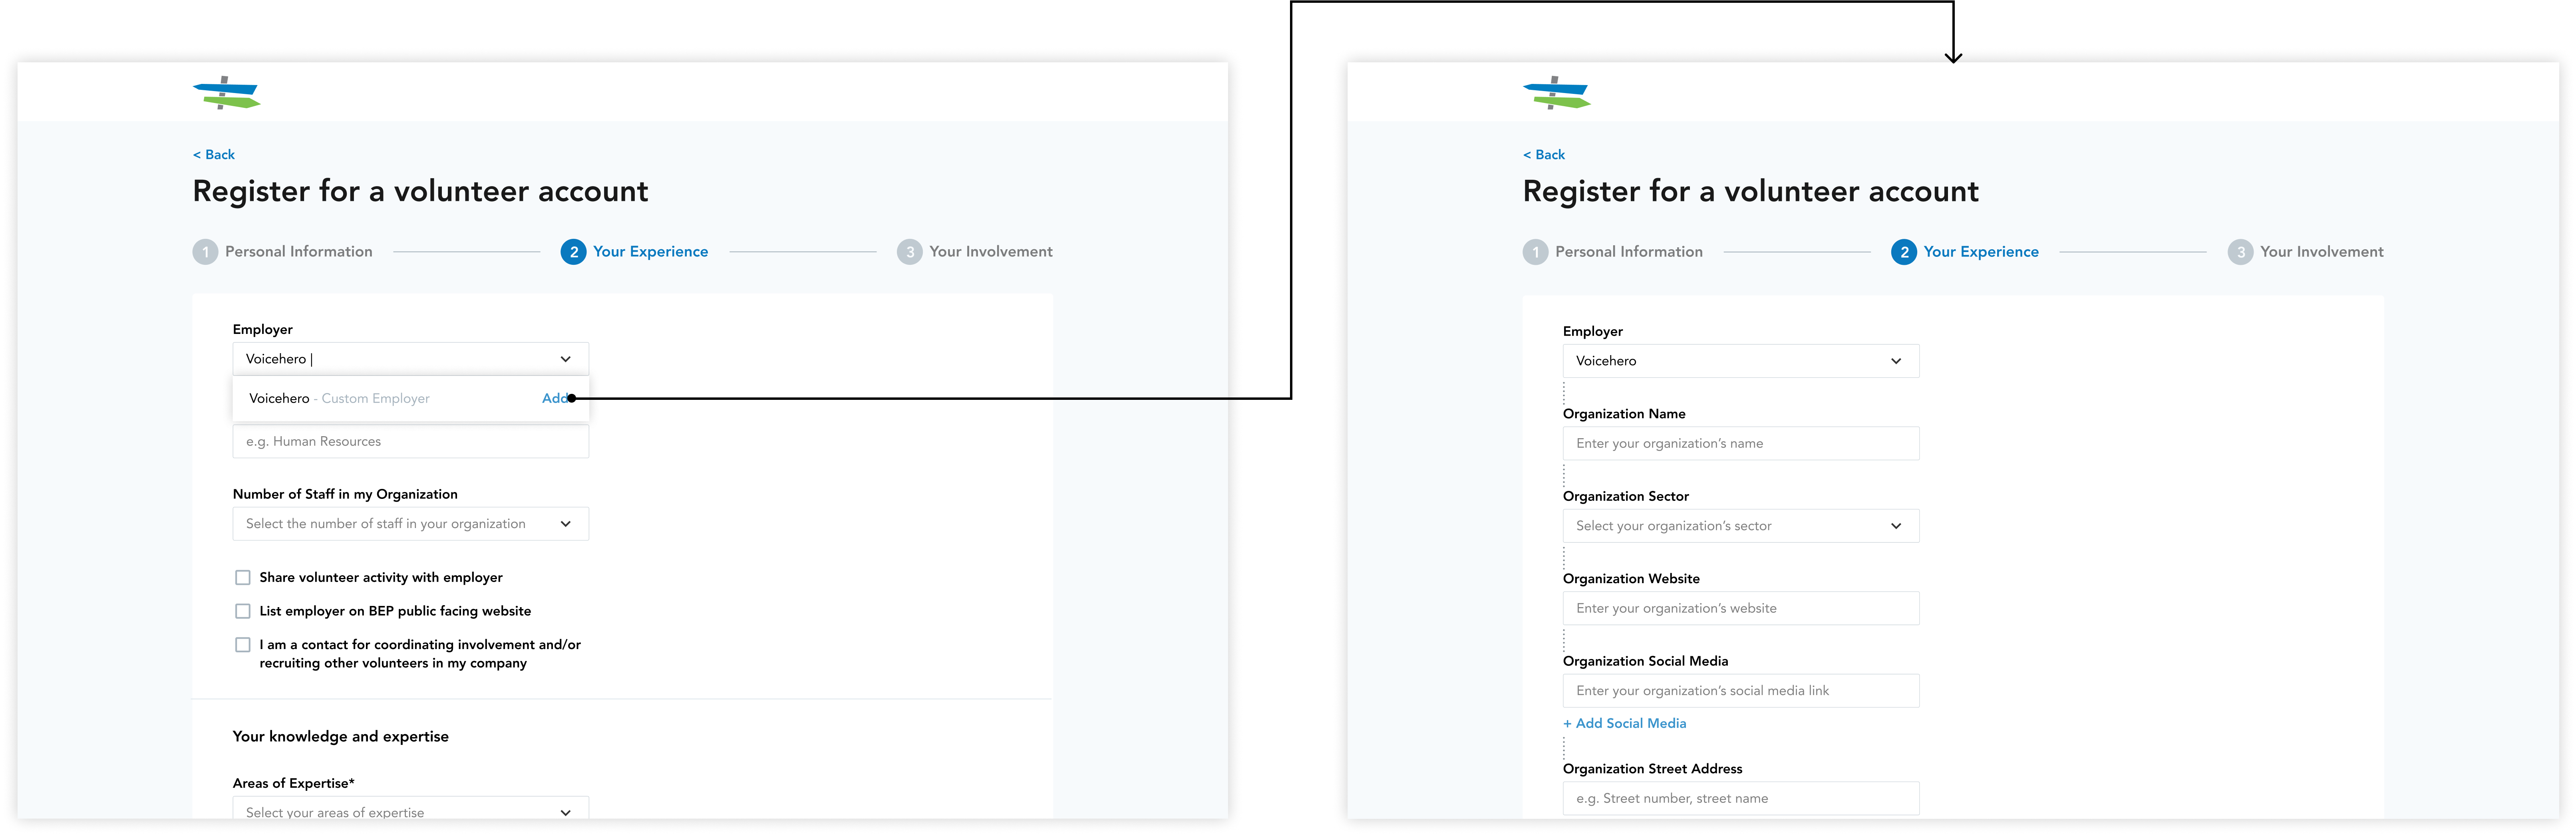 < Back
Register for a volunteer account
1 Personal Information
2 Your Experience
3 Your Involvement
Employer
Voicehero |
Voicehero - Custom Employer Add
e.g. Human Resources
Number of Staff in my Organization
Select the number of staff in your organization
Share volunteer activity with employer
List employer on BEP public facing website
I am a contact for coordinating involvement and/or
recruiting other volunteers in my company
Your knowledge and expertise
Areas of Expertise*
Select your areas of expertise
< Back
Register for a volunteer account
1 Personal Information
2 Your Experience
3 Your Involvement
Employer
Voicehero
Organization Name
Enter your organization’s name
Organization Sector
Select your organization’s sector
Organization Website
Enter your organization’s website
Organization Social Media
Enter your organization’s social media link
+ Add Social Media
Organization Street Address
e.g. Street number, street name